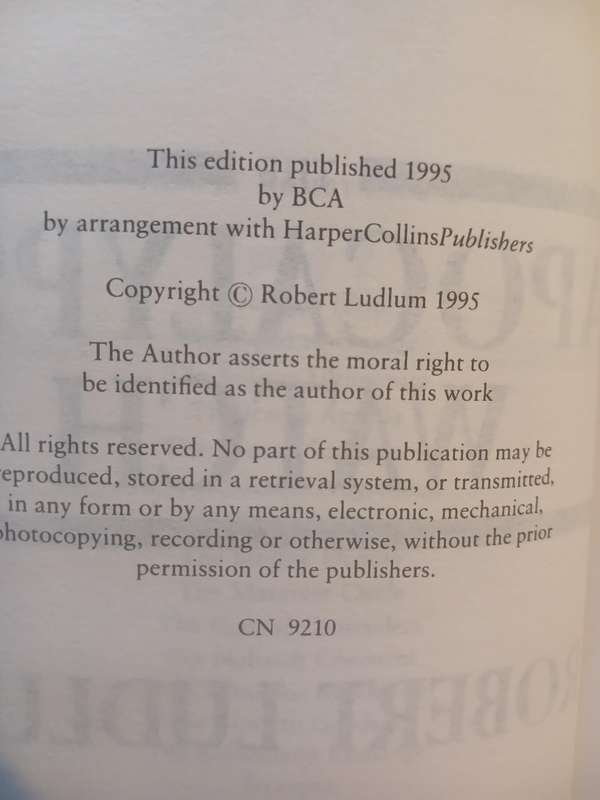 This edition published 1995
by BCA
by arrangement with HarperCollinsPublishers
Copyright © Robert Ludlum 1995
The Author asserts the moral right to
be identified as the author of this work
All rights reserved. No part of this publication may be
eproduced, stored in a retrieval system, or transmitted,
in any form or by any means, electronic, mechanical,
photocopying, recording or otherwise, without the prior
permission of the publishers.
CN 9210